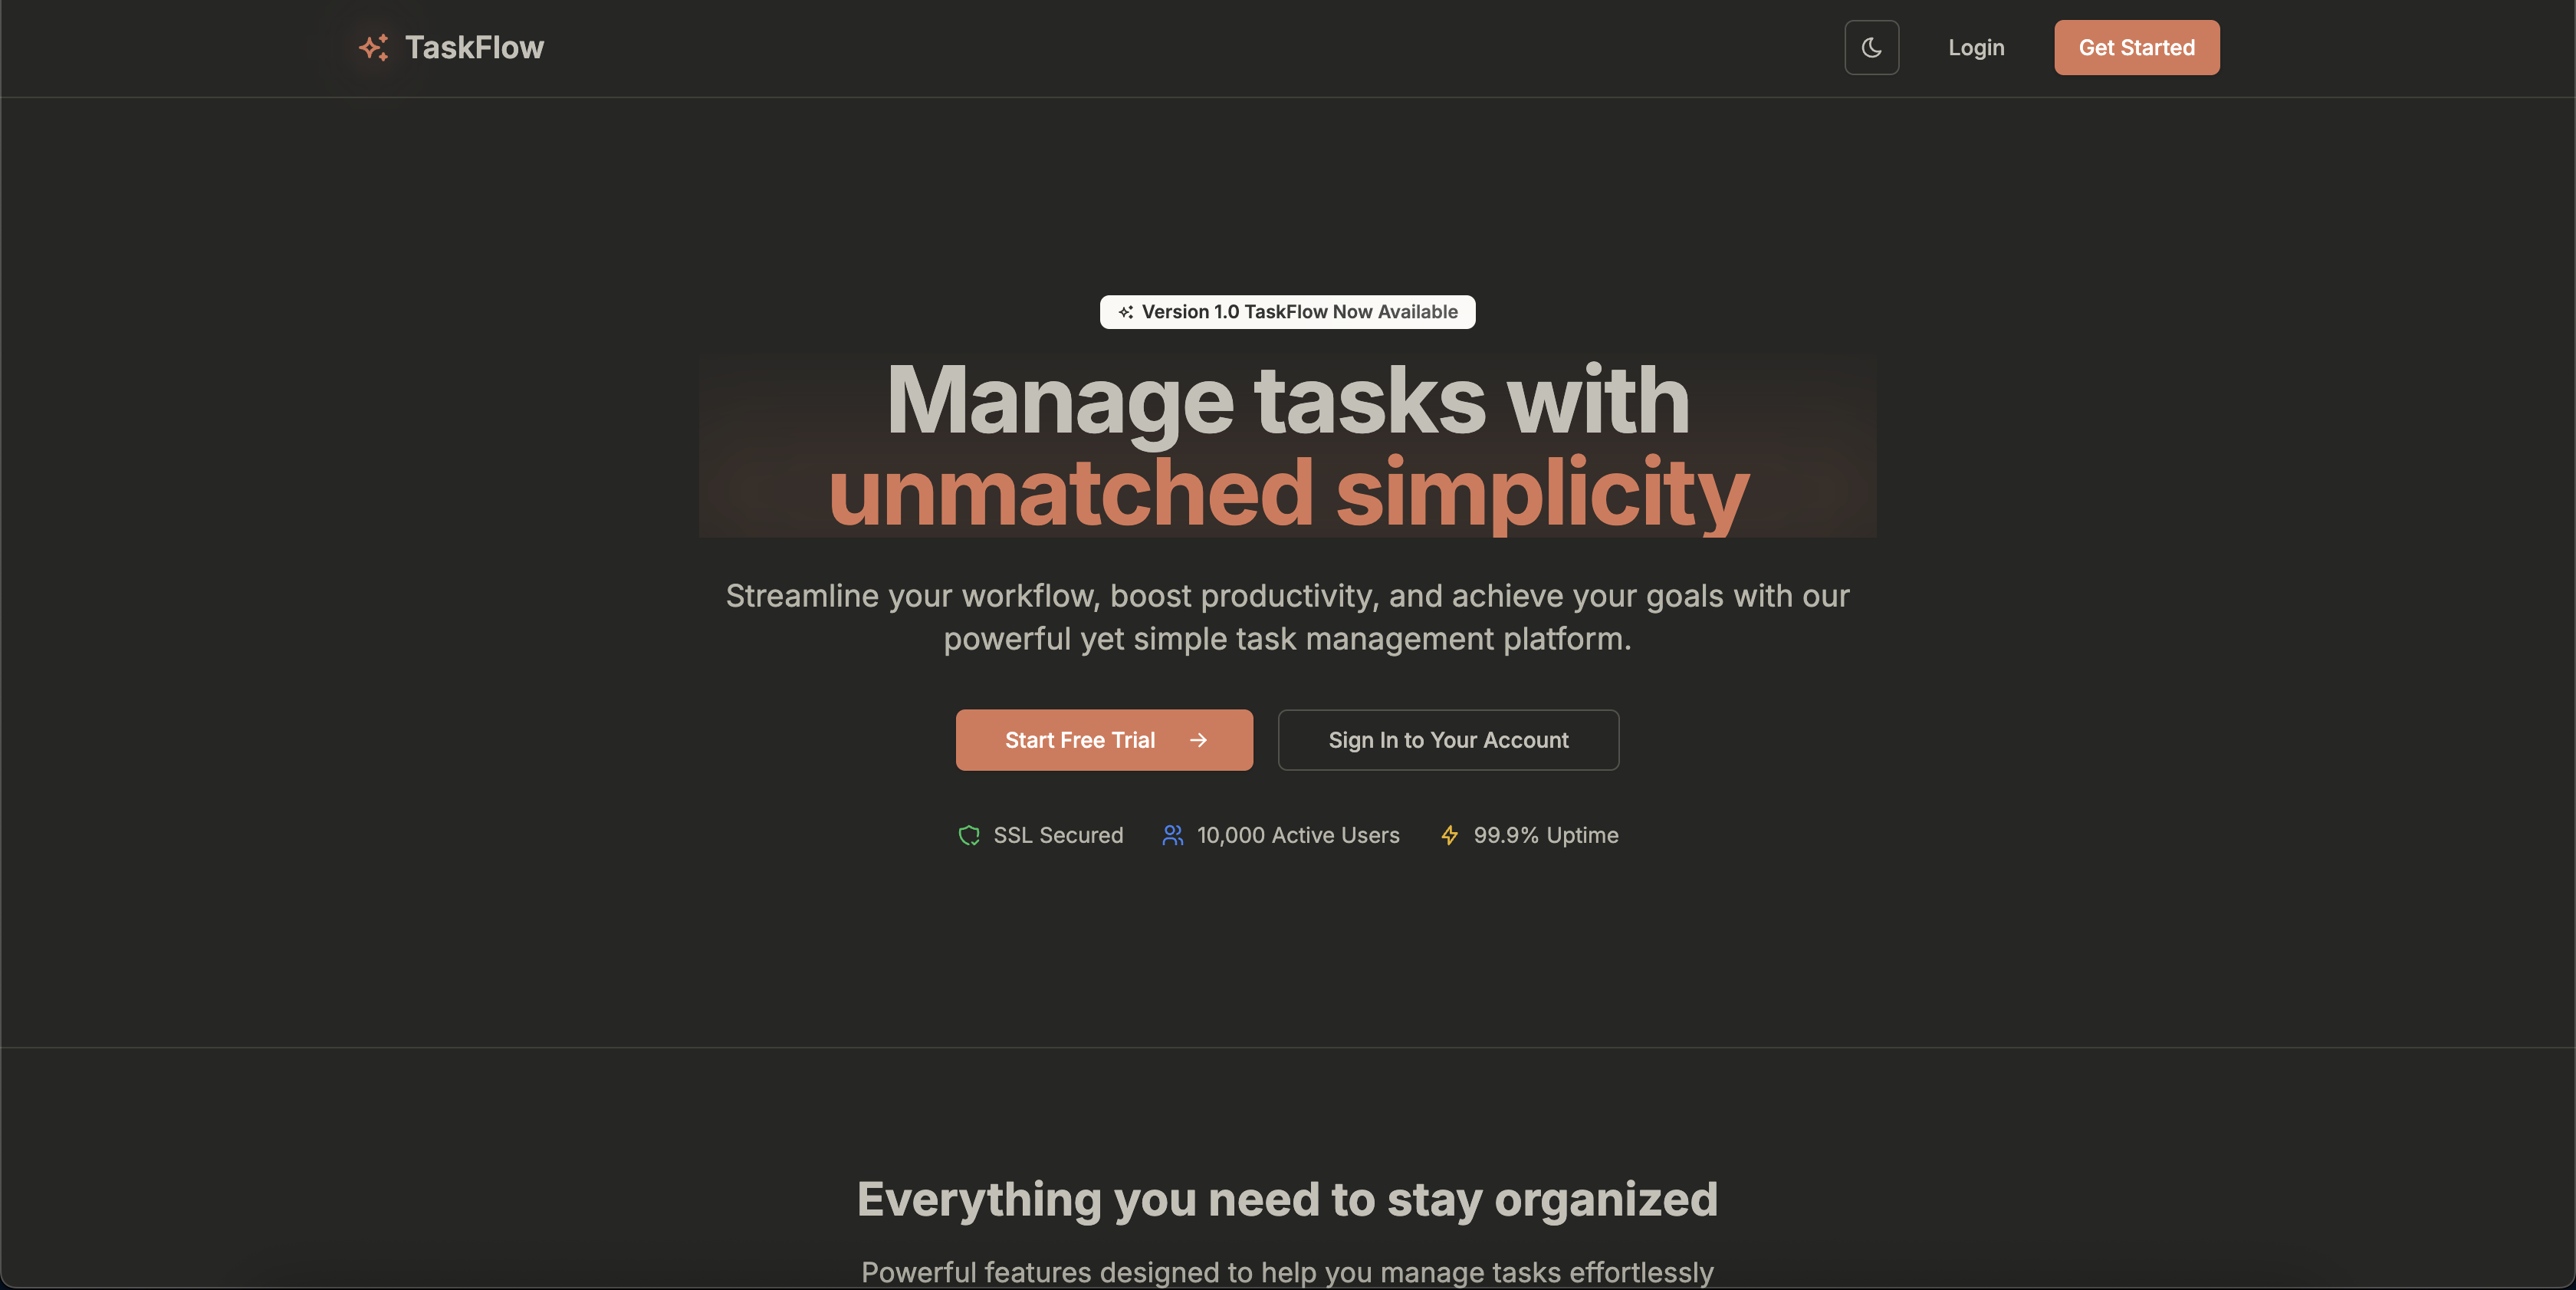 TaskFlow
Login
Get Started
Version 1.0 TaskFlow Now Available
Manage tasks with
unmatched simplicity
Streamline your workflow, boost productivity, and achieve your goals with our
powerful yet simple task management platform.
Start Free Trial
Sign In to Your Account
SSL Secured
10,000 Active Users
99.9% Uptime
Everything you need to stay organized
Powerful features designed to help you manage tasks effortlessly